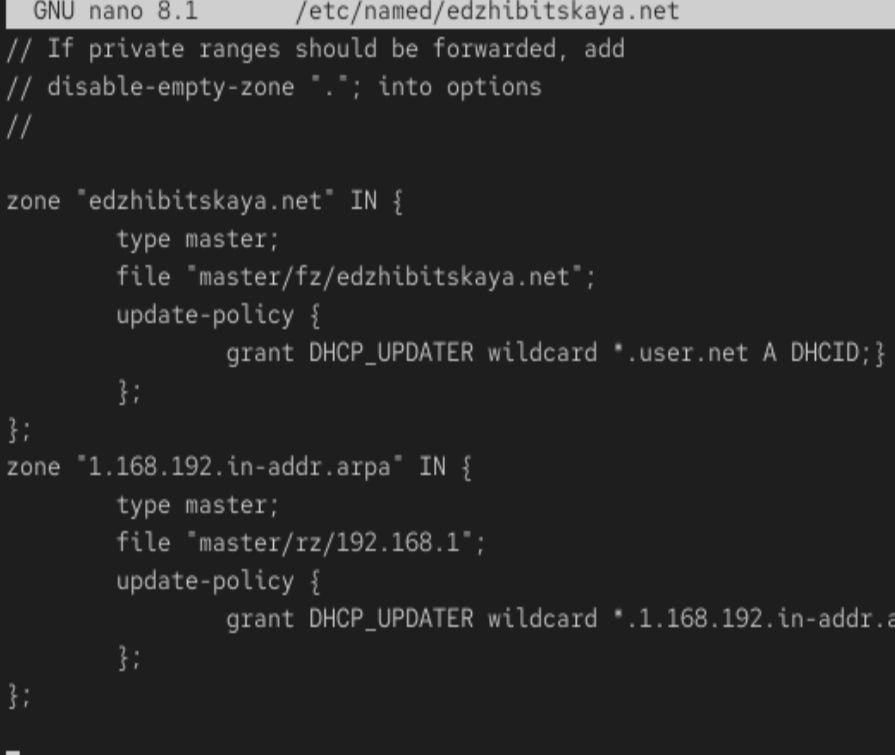 GNU nano 8.1 /etc/named/edzhibitskaya.net
// If private ranges should be forwarded, add
// disable-empty-zone "."; into options
//
zone "edzhibitskaya.net" IN {
type master;
file "master/fz/edzhibitskaya.net";
update-policy {
grant DHCP_UPDATER wildcard *.user.net A DHCID;}
};
};
zone "1.168.192.in-addr.arpa" IN {
type master;
file "master/rz/192.168.1";
update-policy {
grant DHCP_UPDATER wildcard *.1.168.192.in-addr.a
};
};